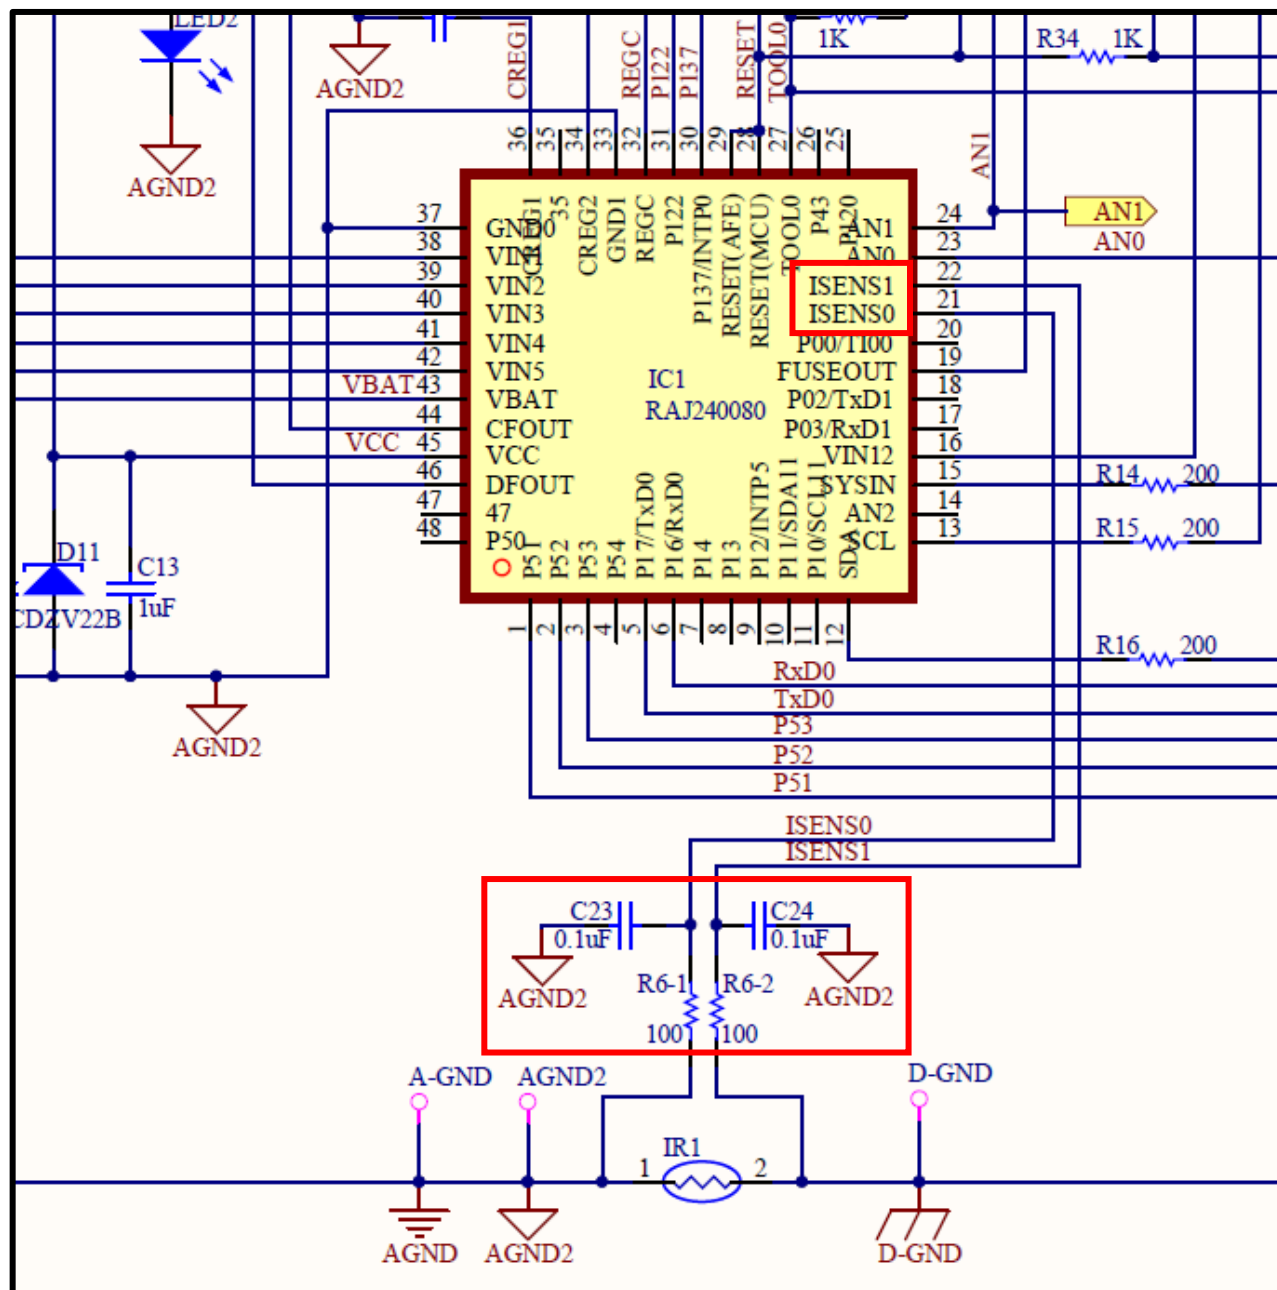 LED2
AGND2
AGND2
CREG1
REGC
P122
P137
RESET
TOOL0
1K
R34
1K
AN1
AN1
AN0
36
35
34
33
32
31
30
29
28
27
26
25
CREG1
35
CREG2
GND1
REGC
P122
P137/INTP0
RESET(AFE)
RESET(MCU)
TOOL0
P43
P120
37 GND0
38 VIN1
39 VIN2
40 VIN3
41 VIN4
42 VIN5
VBAT 43 VBAT
44 CFOUT
VCC 45 VCC
46 DFOUT
47 47
48 P50
IC1
RAJ240080
AN1 24
AN0 23
ISENS1 22
ISENS0 21
P00/TI00 20
FUSEOUT 19
P02/TxD1 18
P03/RxD1 17
VIN12 16
SYSIN 15
AN2 14
SCL 13
R14 200
R15 200
R16 200
P51
P52
P53
P54
P17/TxD0
P16/RxD0
P14
P13
P12/INTP5
P11/SDA11
P10/SCL11
SDA
1
2
3
4
5
6
7
8
9
10
11
12
D11
CDZV22B
C13
1uF
AGND2
RxD0
TxD0
P53
P52
P51
ISENS0
ISENS1
C23
0.1uF
C24
0.1uF
AGND2
AGND2
R6-1
R6-2
100
100
A-GND
AGND2
D-GND
IR1
1
2
AGND
AGND2
D-GND